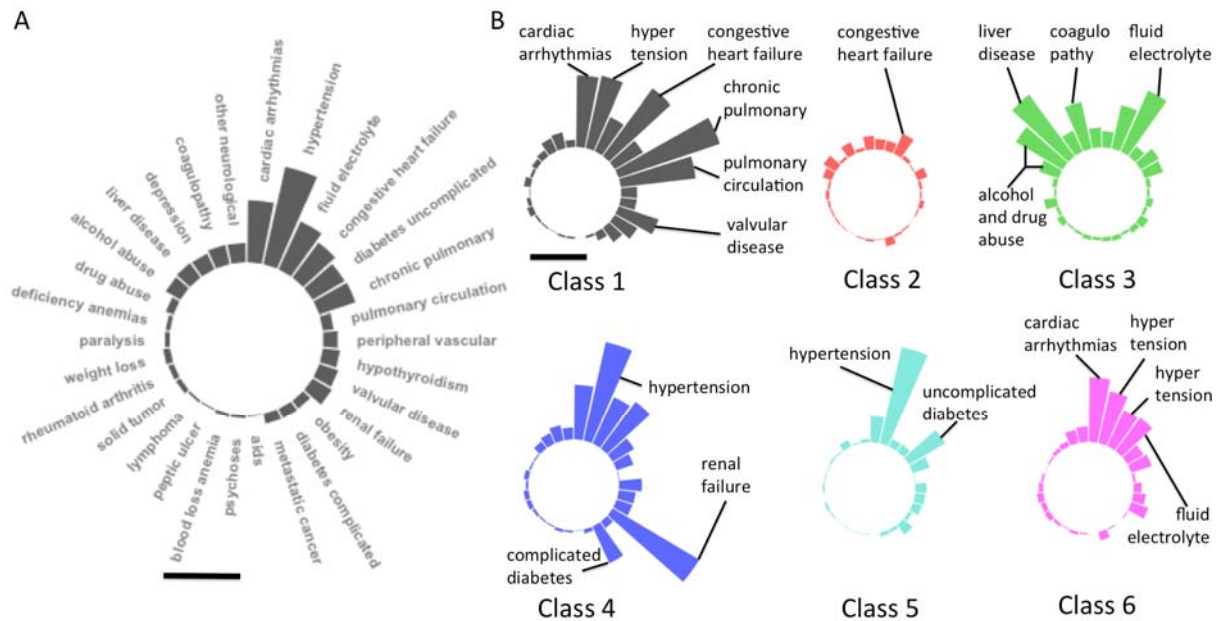 A
cardiac arrhythmias
hypertension
fluid electrolyte
congestive heart failure
diabetes uncomplicated
chronic pulmonary
pulmonary circulation
peripheral vascular
hypothyroidism
valvular disease
renal failure
obesity
diabetes complicated
metastatic cancer
aids
psychoses
blood loss anemia
peptic ulcer
lymphoma
solid tumor
rheumatoid arthritis
weight loss
paralysis
deficiency anemias
drug abuse
alcohol abuse
liver disease
depression
coagulopathy
other neurological
B
cardiac
arrhythmias
hyper
tension
congestive
heart failure
chronic
pulmonary
pulmonary
circulation
valvular
disease
Class 1
congestive
heart failure
Class 2
liver
disease
coagulo
pathy
fluid
electrolyte
alcohol
and drug
abuse
Class 3
hypertension
renal
failure
complicated
diabetes
Class 4
hypertension
uncomplicated
diabetes
Class 5
cardiac
arrhythmias
hyper
tension
hyper
tension
fluid
electrolyte
Class 6